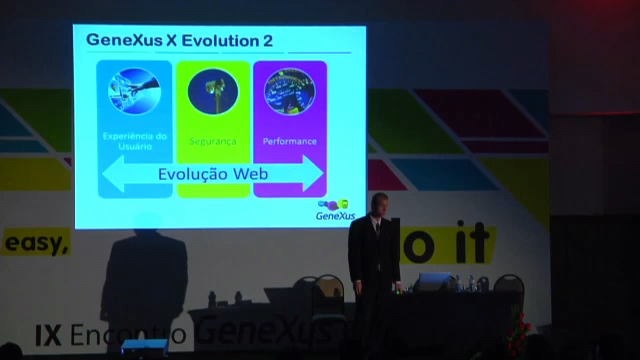 GeneXus X Evolution 2
Experiência do
Usuário
Segurança
Performance
Evolução Web
GeneXus
easy,
o it
IX Encontro GeneXus